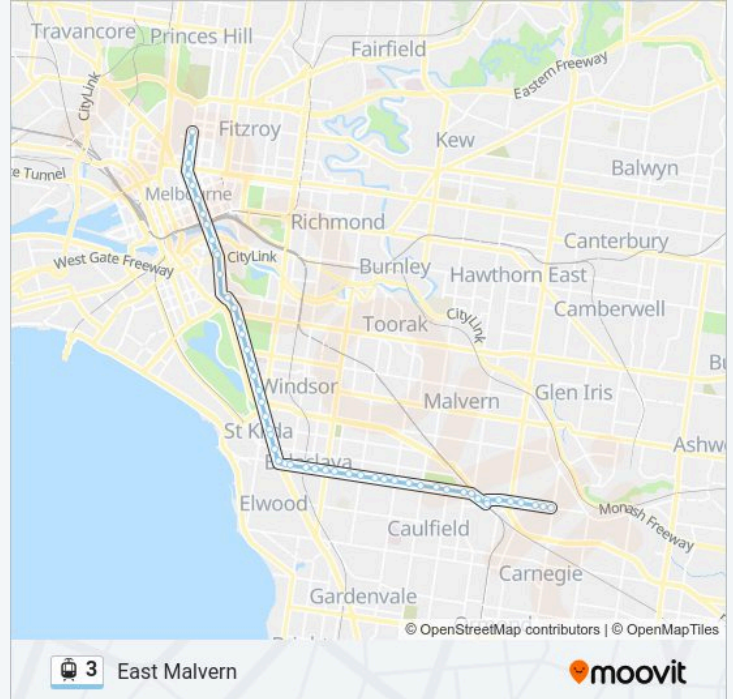 Travancore
Princes Hill
Fairfield
CityLink
Eastern Freeway
Fitzroy
Kew
Balwyn
e Tunnel
Melbourne
Richmond
Canterbury
West Gate Freeway
CityLink
Burnley
Hawthorn East
Camberwell
Toorak
CityLink
Windsor
Glen Iris
Malvern
St Kilda
Ashw
Balaclava
Elwood
Monash Freeway
Caulfield
Carnegie
Gardenvale
© OpenStreetMap contributors | © OpenMapTiles
3 East Malvern
moovit